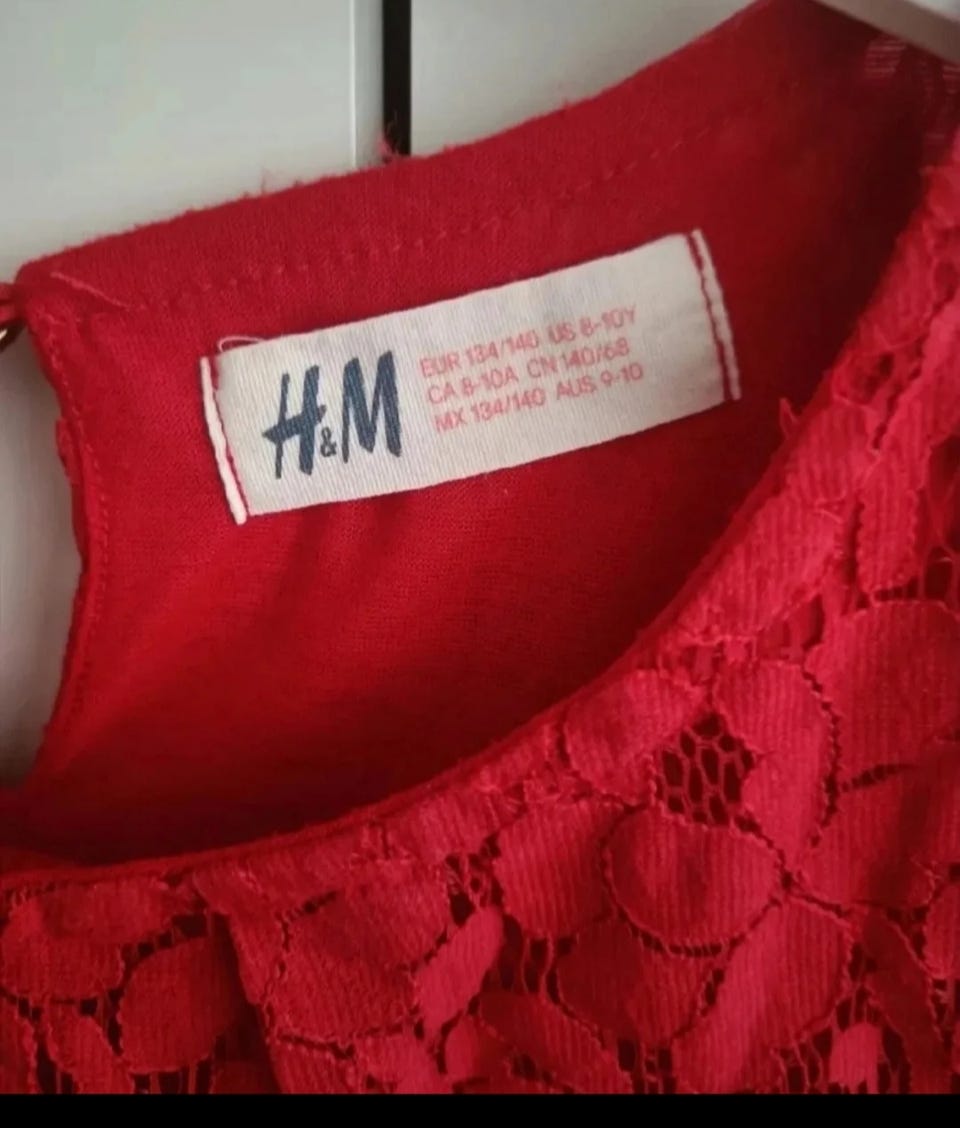 H&M
EUR 134/140 US 8-10Y
CA 8-10A CN 140/68
MX 134/140 AUS 9-10